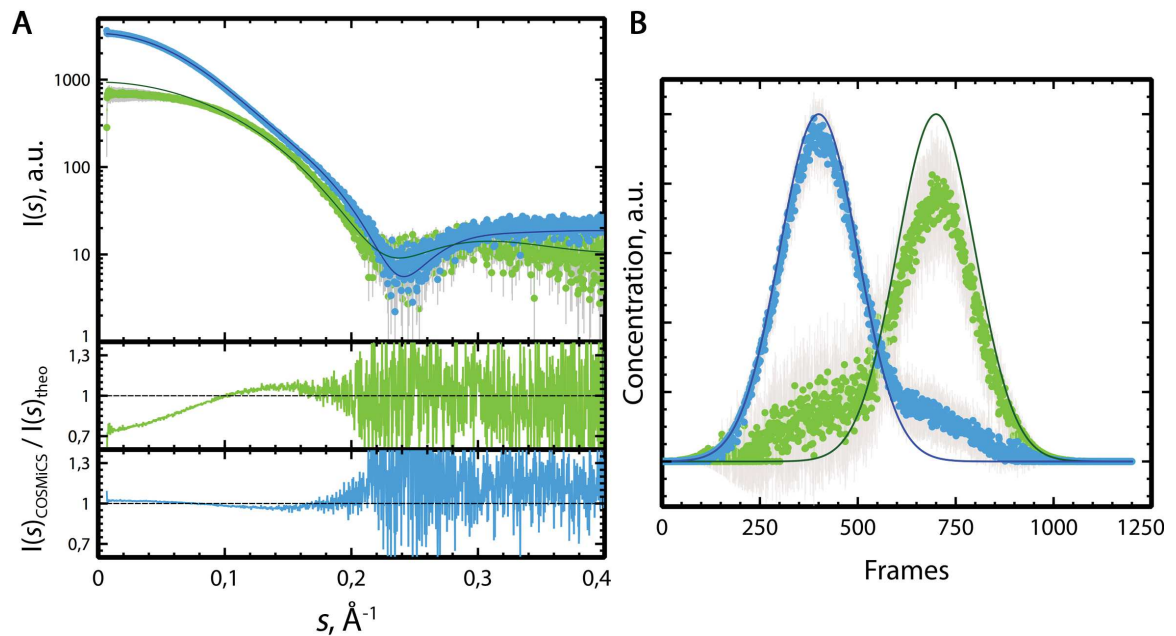 A
I(s), a.u.
1000
100
10
1
1,3
1
0,7
1,3
1
0,7
I(s)COSMiCS / I(s)theo
0 0,1 0,2 0,3 0,4
s, Å-1
B
Concentration, a.u.
0 250 500 750 1000 1250
Frames